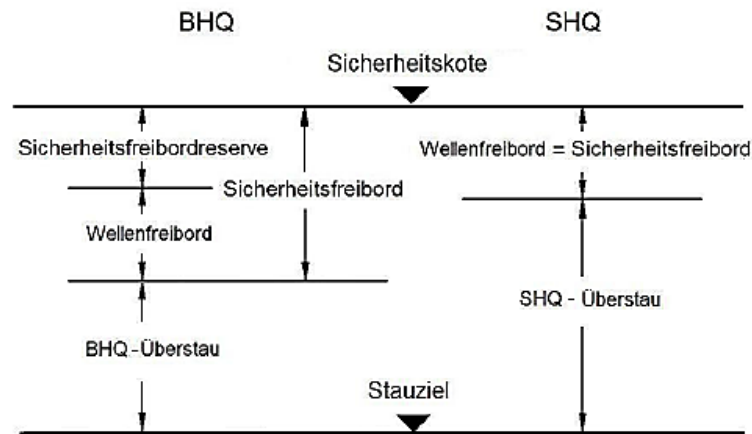 BHQ
SHQ
Sicherheitskote
Sicherheitsfreibordreserve
Wellenfreibord = Sicherheitsfreibord
Sicherheitsfreibord
Wellenfreibord
SHQ - Überstau
BHQ - Überstau
Stauziel